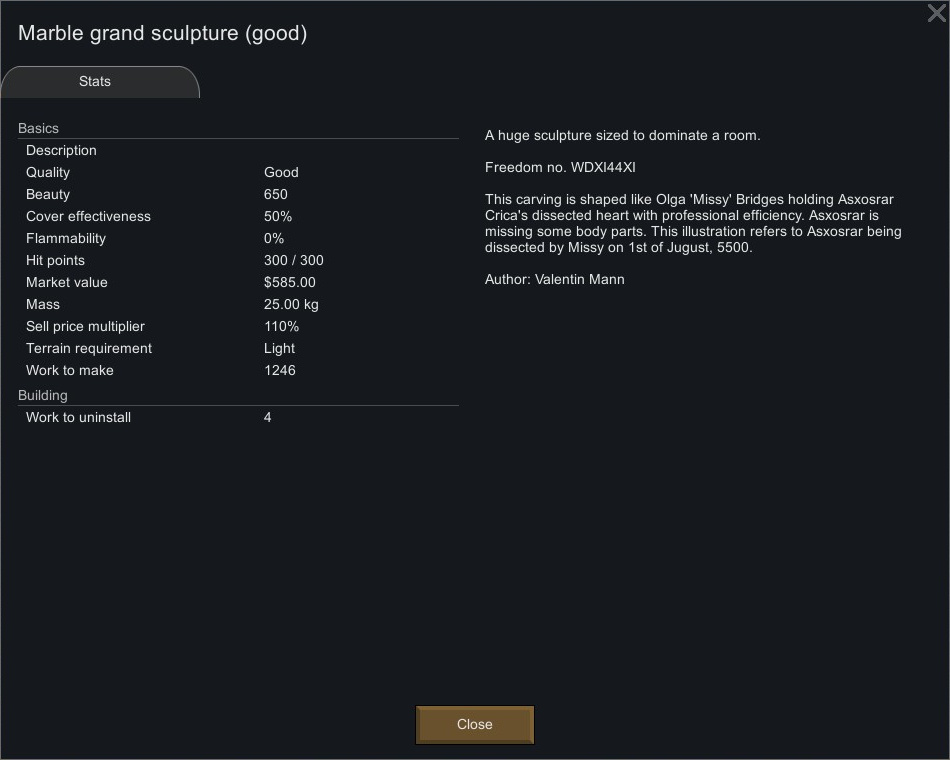 Marble grand sculpture (good)
Stats
Basics
Description
Quality Good
Beauty 650
Cover effectiveness 50%
Flammability 0%
Hit points 300 / 300
Market value $585.00
Mass 25.00 kg
Sell price multiplier 110%
Terrain requirement Light
Work to make 1246
Building
Work to uninstall 4
A huge sculpture sized to dominate a room.
Freedom no. WDXI44XI
This carving is shaped like Olga 'Missy' Bridges holding Asxosrar
Crica's dissected heart with professional efficiency. Asxosrar is
missing some body parts. This illustration refers to Asxosrar being
dissected by Missy on 1st of Jugust, 5500.
Author: Valentin Mann
Close